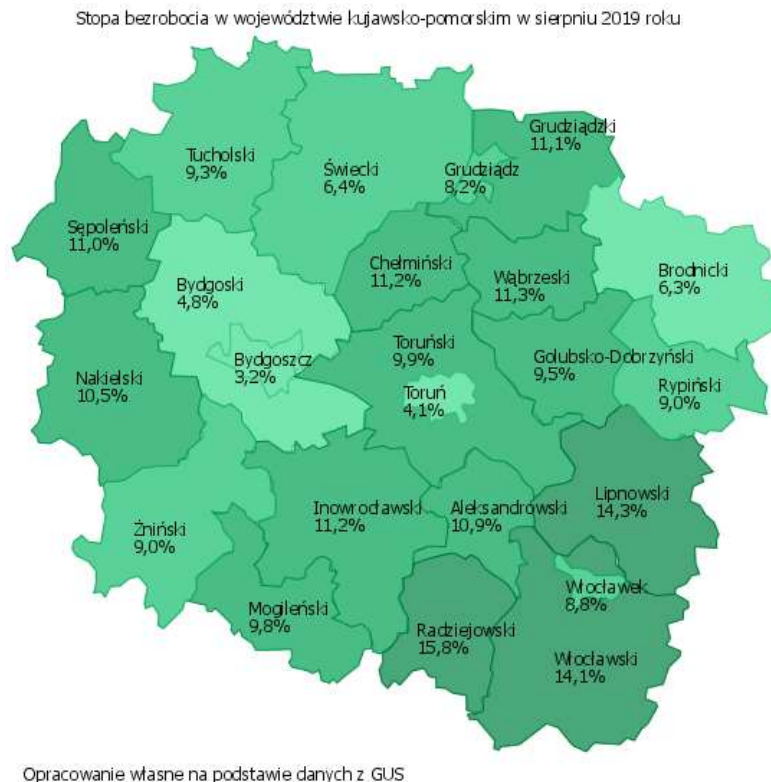 Stopa bezrobocia w województwie kujawsko-pomorskim w sierpniu 2019 roku
Grudziądzki
11,1%
Tucholski
9,3%
Świecki
6,4%
Grudziądz
8,2%
Sępoleński
11,0%
Chełmiński
11,2%
Wąbrzeski
11,3%
Brodnicki
6,3%
Bydgoski
4,8%
Toruński
9,9%
Bydgoszcz
3,2%
Golubsko-Dobrzyński
9,5%
Nakielski
10,5%
Rypiński
9,0%
Toruń
4,1%
Lipnowski
14,3%
Inowrocławski
11,2%
Aleksandrowski
10,9%
Żniński
9,0%
Włocławek
8,8%
Mogileński
9,8%
Radziejowski
15,8%
Włocławski
14,1%
Opracowanie własne na podstawie danych z GUS